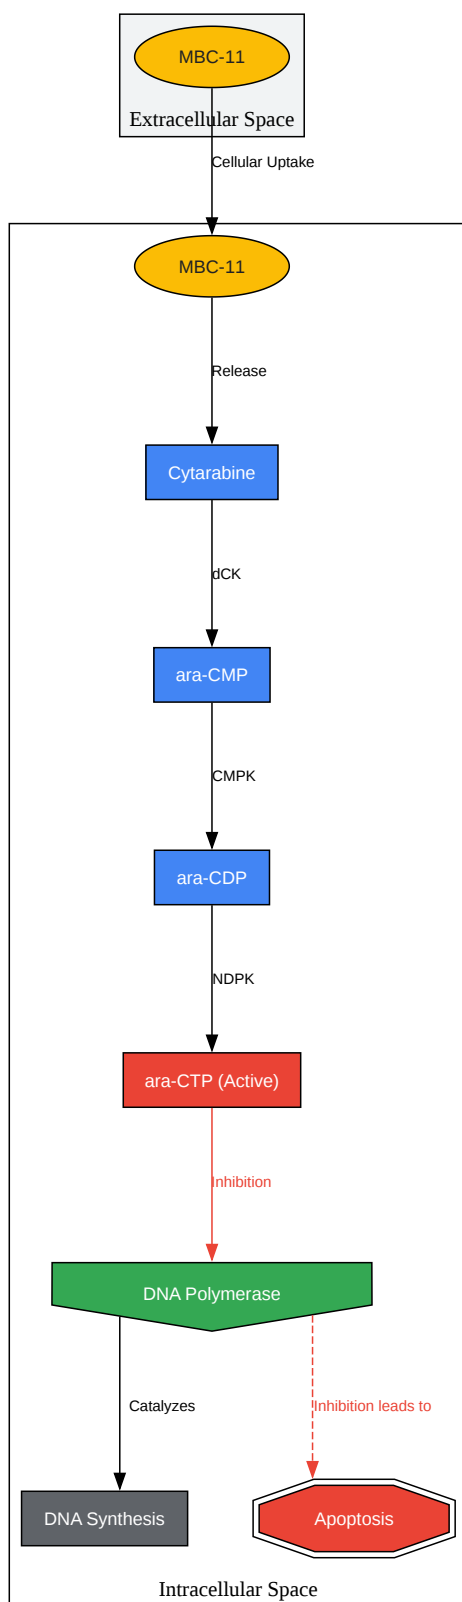 MBC-11
Extracellular Space
Cellular Uptake
MBC-11
Release
Cytarabine
dCK
ara-CMP
CMPK
ara-CDP
NDPK
ara-CTP (Active)
Inhibition
DNA Polymerase
Catalyzes
Inhibition leads to
DNA Synthesis
Apoptosis
Intracellular Space